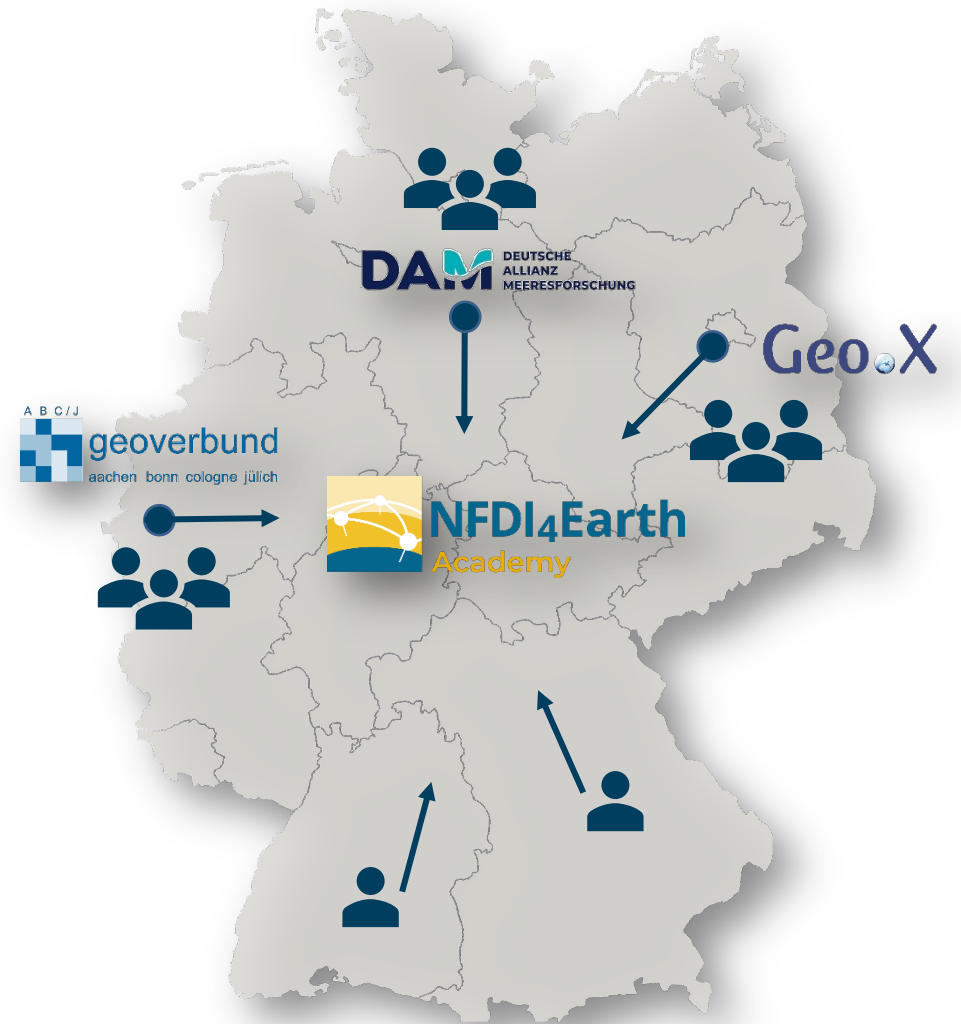 DAM DEUTSCHE
ALLIANZ
MEERESFORSCHUNG
Geo.X
A B C / J
geoverbund
aachen bonn cologne jülich
NFDI4Earth
Academy